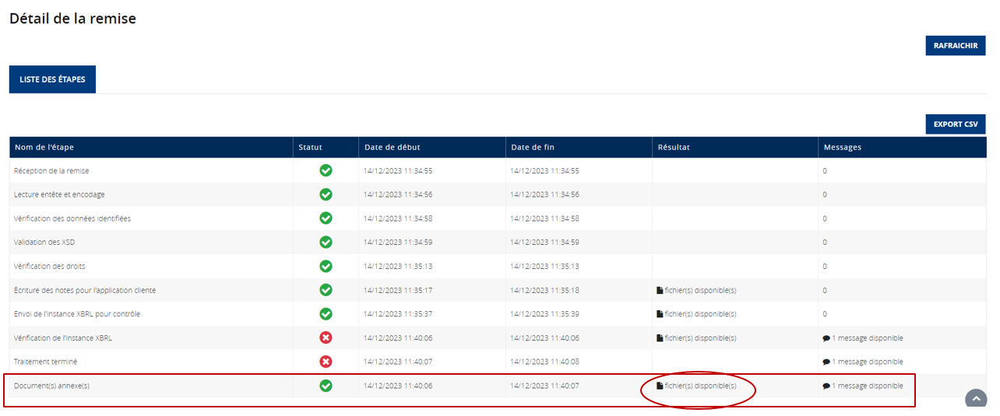 Détail de la remise
RAFRAICHIR
LISTE DES ÉTAPES
EXPORT CSV
Nom de l'étape Statut Date de début Date de fin Résultat Messages
Réception de la remise 14/12/2023 11:34:55 14/12/2023 11:34:55 0
Lecture entête et encodage 14/12/2023 11:34:56 14/12/2023 11:34:56 0
Vérification des données identifiées 14/12/2023 11:34:58 14/12/2023 11:34:58 0
Validation des XSD 14/12/2023 11:34:59 14/12/2023 11:34:59 0
Vérification des droits 14/12/2023 11:35:13 14/12/2023 11:35:13 0
Écriture des notes pour l'application cliente 14/12/2023 11:35:17 14/12/2023 11:35:18 fichier(s) disponible(s) 0
Envoi de l'instance XBRL pour contrôle 14/12/2023 11:35:37 14/12/2023 11:35:39 fichier(s) disponible(s) 0
Vérification de l'instance XBRL 14/12/2023 11:40:06 14/12/2023 11:40:06 fichier(s) disponible(s) 1 message disponible
Traitement terminé 14/12/2023 11:40:07 14/12/2023 11:40:08 1 message disponible
Document(s) annexe(s) 14/12/2023 11:40:06 14/12/2023 11:40:07 fichier(s) disponible(s) 1 message disponible